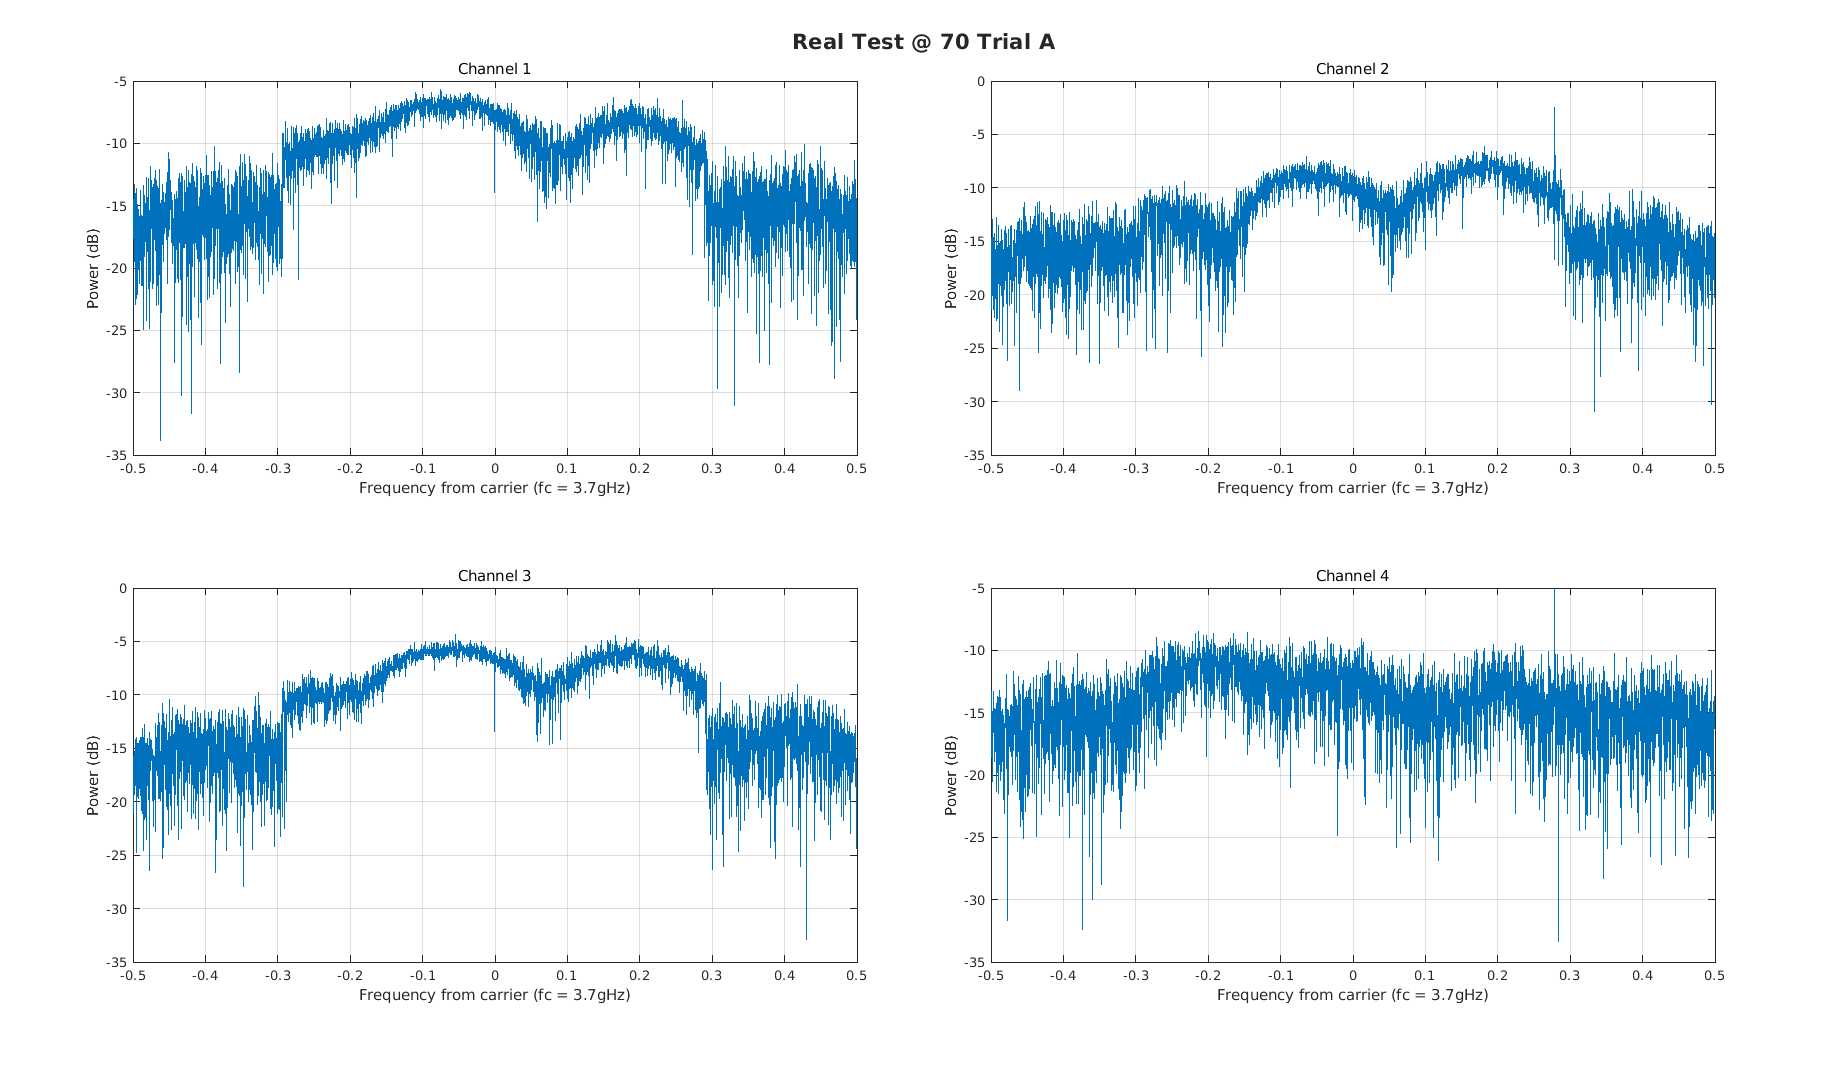 Real Test @ 70 Trial A
Channel 1
-5
-10
-15
-20
-25
-30
-35
Power (dB)
-0.5 -0.4 -0.3 -0.2 -0.1 0 0.1 0.2 0.3 0.4 0.5
Frequency from carrier (fc = 3.7gHz)
Channel 2
0
-5
-10
-15
-20
-25
-30
-35
Power (dB)
-0.5 -0.4 -0.3 -0.2 -0.1 0 0.1 0.2 0.3 0.4 0.5
Frequency from carrier (fc = 3.7gHz)
Channel 3
0
-5
-10
-15
-20
-25
-30
-35
Power (dB)
-0.5 -0.4 -0.3 -0.2 -0.1 0 0.1 0.2 0.3 0.4 0.5
Frequency from carrier (fc = 3.7gHz)
Channel 4
-5
-10
-15
-20
-25
-30
-35
Power (dB)
-0.5 -0.4 -0.3 -0.2 -0.1 0 0.1 0.2 0.3 0.4 0.5
Frequency from carrier (fc = 3.7gHz)